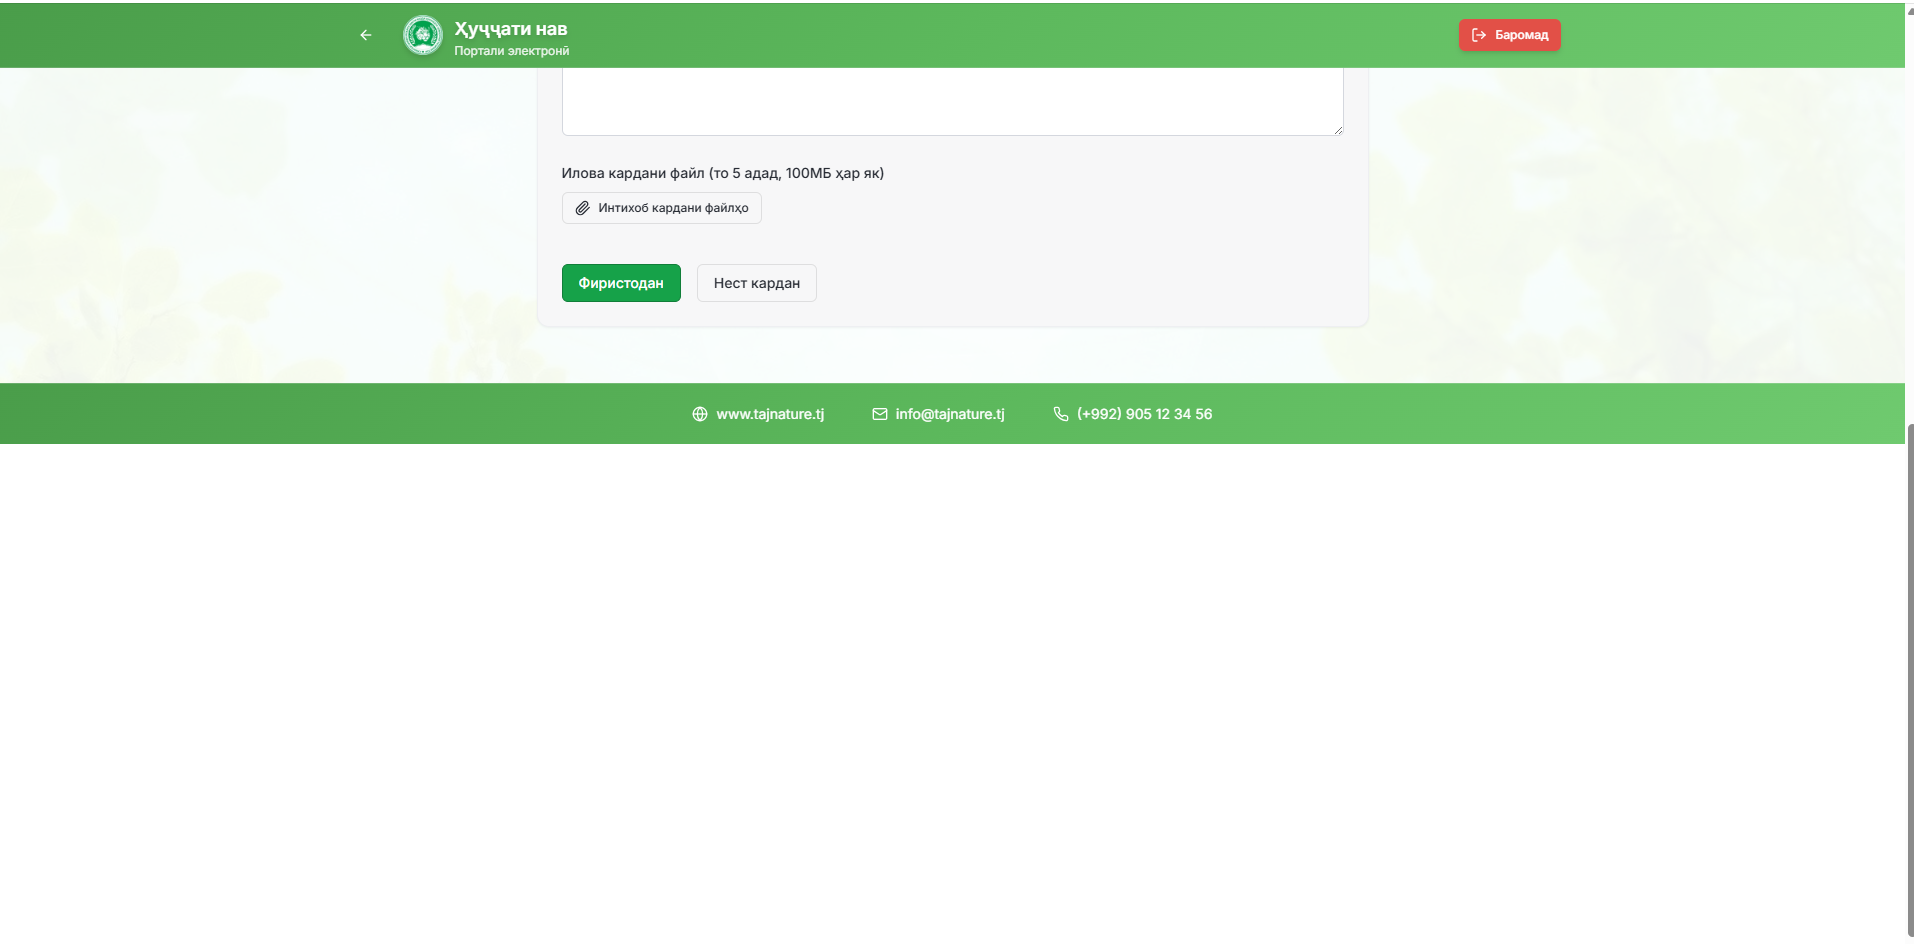 Ҳуҷҷати нав
Портали электронӣ
Баромад
Илова кардани файл (то 5 адад, 100МБ ҳар як)
Интихоб кардани файлҳо
Фиристодан
Нест кардан
www.tajnature.tj
info@tajnature.tj
(+992) 905 12 34 56